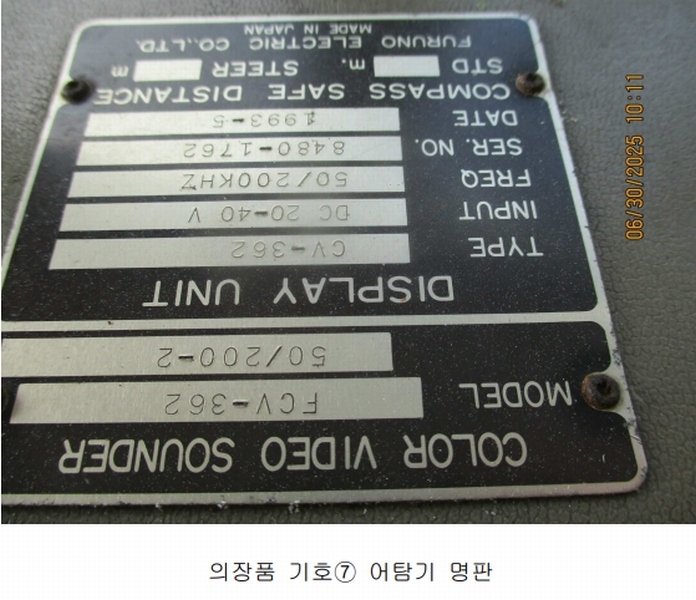 COLOR VIDEO SOUNDER
MODEL FCV-362
50/200-2
DISPLAY UNIT
TYPE CV-362
INPUT DC 20-40 V
FREQ 50/200KHZ
SER. NO. 8480-1762
DATE 1993-5
COMPASS SAFE DISTANCE
STD m. STEER m
FURUNO ELECTRIC CO.,LTD.
MADE IN JAPAN
06/30/2025 10:11
의장품 기호⑦ 어탐기 명판